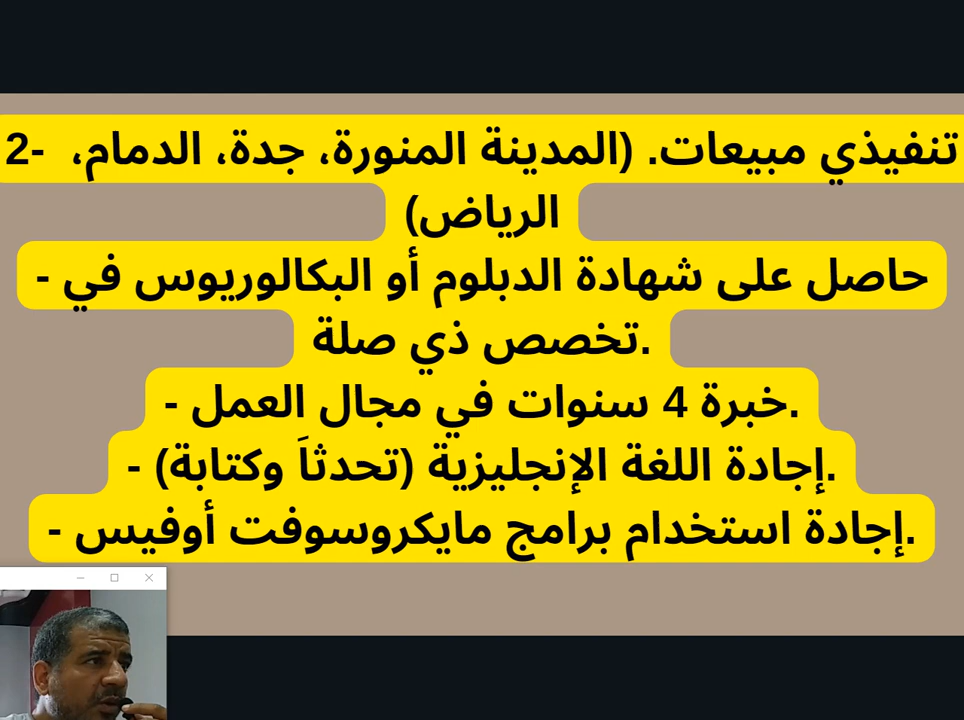 2- تنفيذي مبيعات. (المدينة المنورة، جدة، الدمام،
الرياض)
- حاصل على شهادة الدبلوم أو البكالوريوس في
تخصص ذي صلة.
- خبرة 4 سنوات في مجال العمل.
- إجادة اللغة الإنجليزية (تحدثاَ وكتابة).
- إجادة استخدام برامج مايكروسوفت أوفيس.